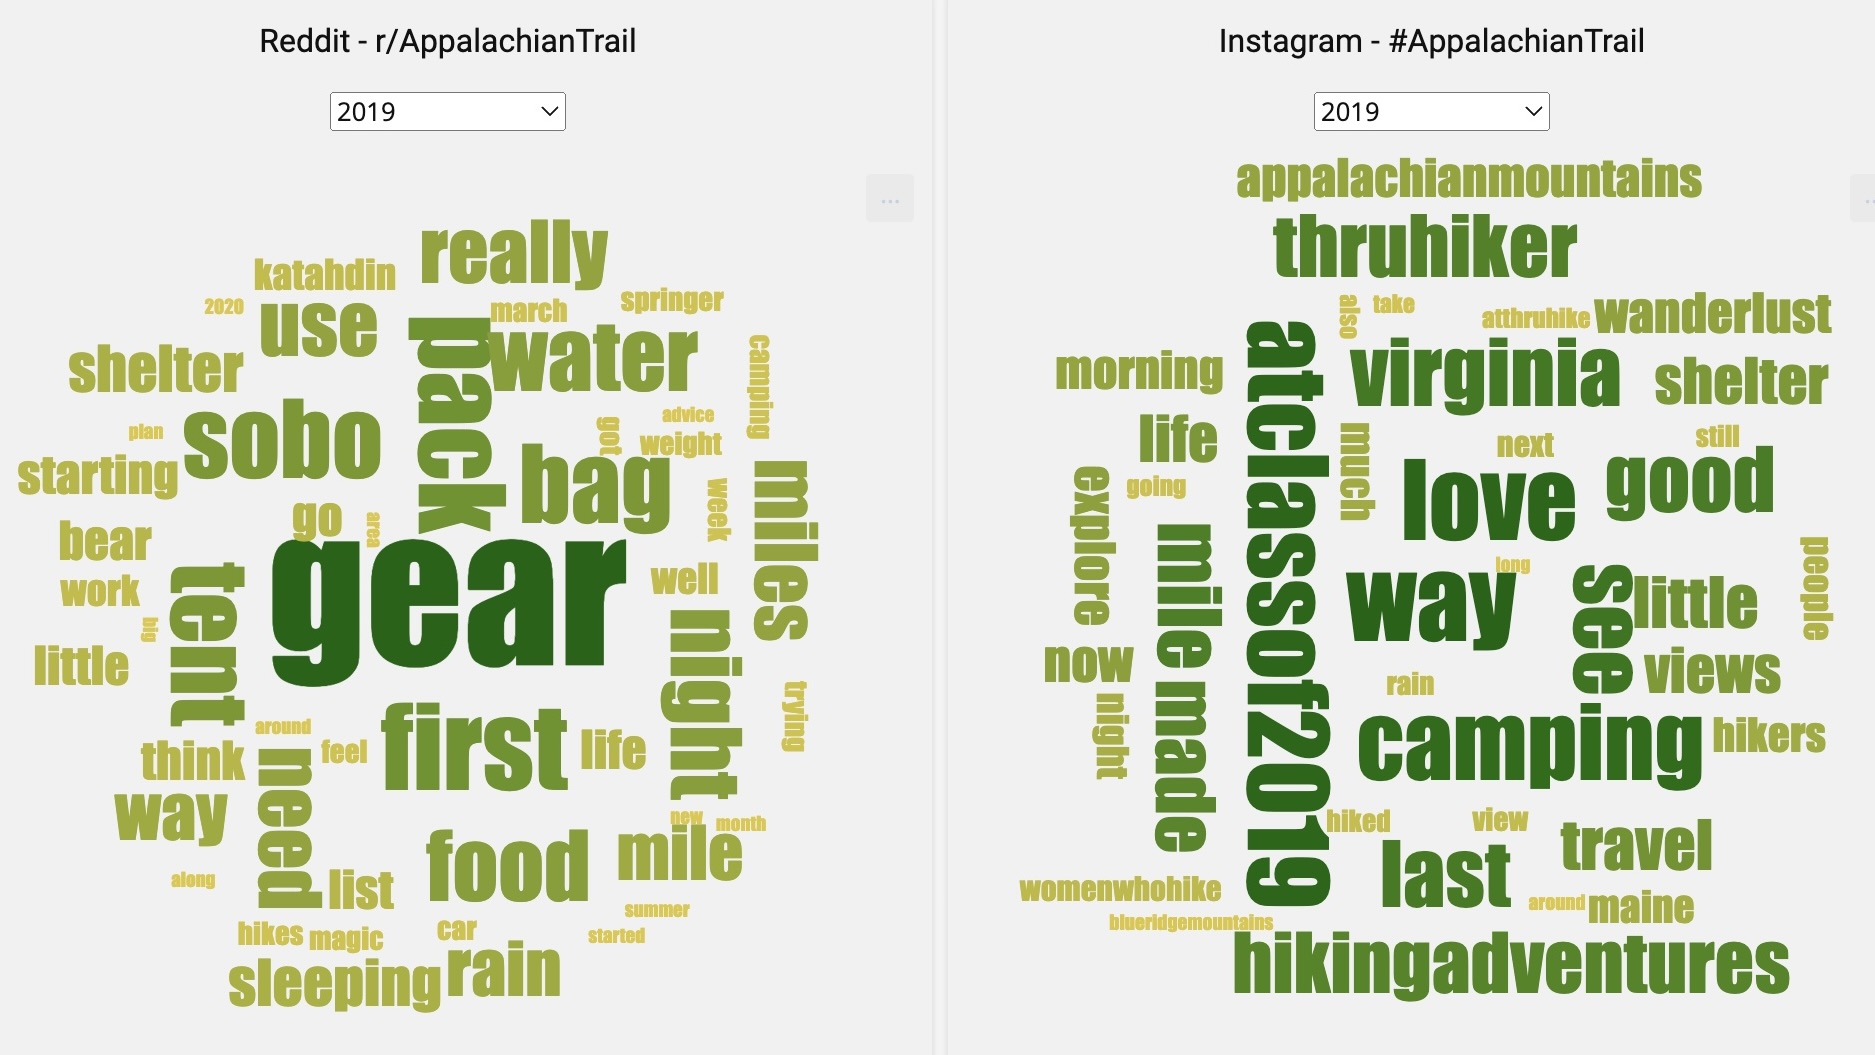 Reddit - r/AppalachianTrail
2019
...
really
katahdin
2020
use
march
springer
shelter
pack
water
camping
plan
sobo
got
advice
weight
starting
bag
week
miles
go
area
bear
gear
well
work
tent
big
night
little
trying
around
first
think
need
feel
life
way
new
month
food
mile
along
list
summer
hikes
magic
car
started
sleeping
rain
Instagram - #AppalachianTrail
2019
..
appalachianmountains
thruhiker
also
take
atthruhike
wanderlust
morning
atclassof2019
virginia
shelter
life
much
next
still
explore
going
love
good
mile
long
people
way
see
little
now
rain
views
night
made
camping
hikers
hiked
view
travel
womenwhohike
last
around
maine
blueridgemountains
hikingadventures